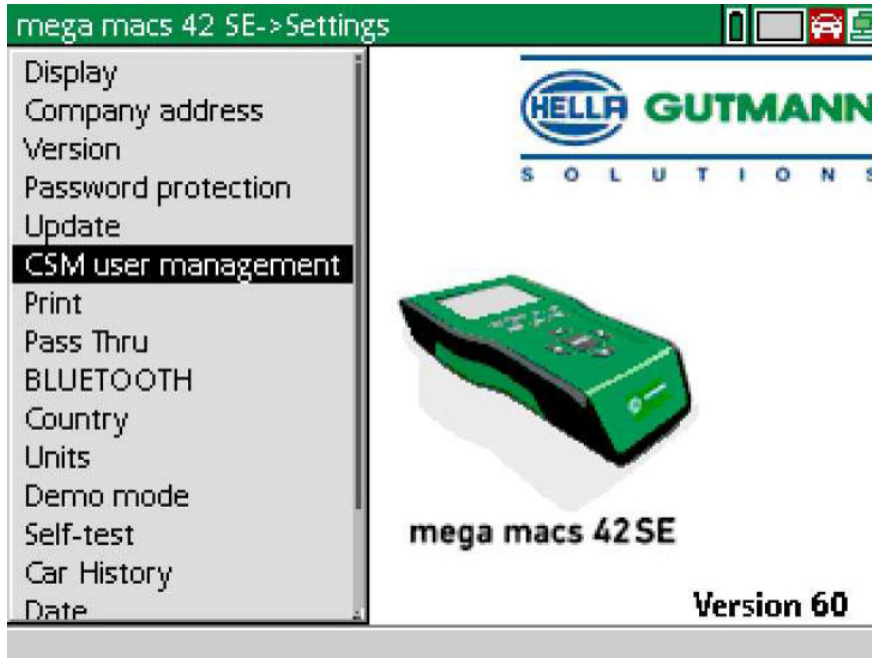 mega macs 42 SE->Settings
Display
Company address
Version
Password protection
Update
CSM user management
Print
Pass Thru
BLUETOOTH
Country
Units
Demo mode
Self-test
Car History
Date
HELLA GUTMANN
SOLUTIONS
mega macs 42SE
Version 60